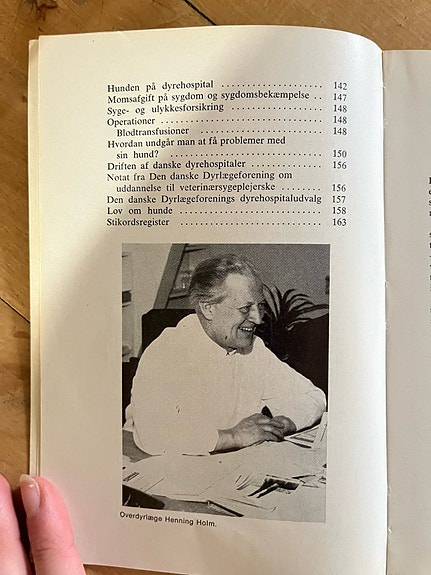 Hunden på dyrehospital . . . . . . . . . . . . . . . . . . . . 142
Momsafgift på sygdom og sygdomsbekæmpelse . . 147
Syge- og ulykkesforsikring . . . . . . . . . . . . . . . . . . 148
Operationer . . . . . . . . . . . . . . . . . . . . . . . . . . . . . 148
Blodtransfusioner . . . . . . . . . . . . . . . . . . . . . . . 148
Hvordan undgår man at få problemer med
sin hund? . . . . . . . . . . . . . . . . . . . . . . . . . . . . 150
Driften af danske dyrehospitaler . . . . . . . . . . . . . . 156
Notat fra Den danske Dyrlægeforening om
uddannelse til veterinærsygeplejerske . . . . . . . . 156
Den danske Dyrlægeforenings dyrehospitaludvalg 157
Lov om hunde . . . . . . . . . . . . . . . . . . . . . . . . . . . 158
Stikordsregister . . . . . . . . . . . . . . . . . . . . . . . . . . 163
Overdyrlæge Henning Holm.